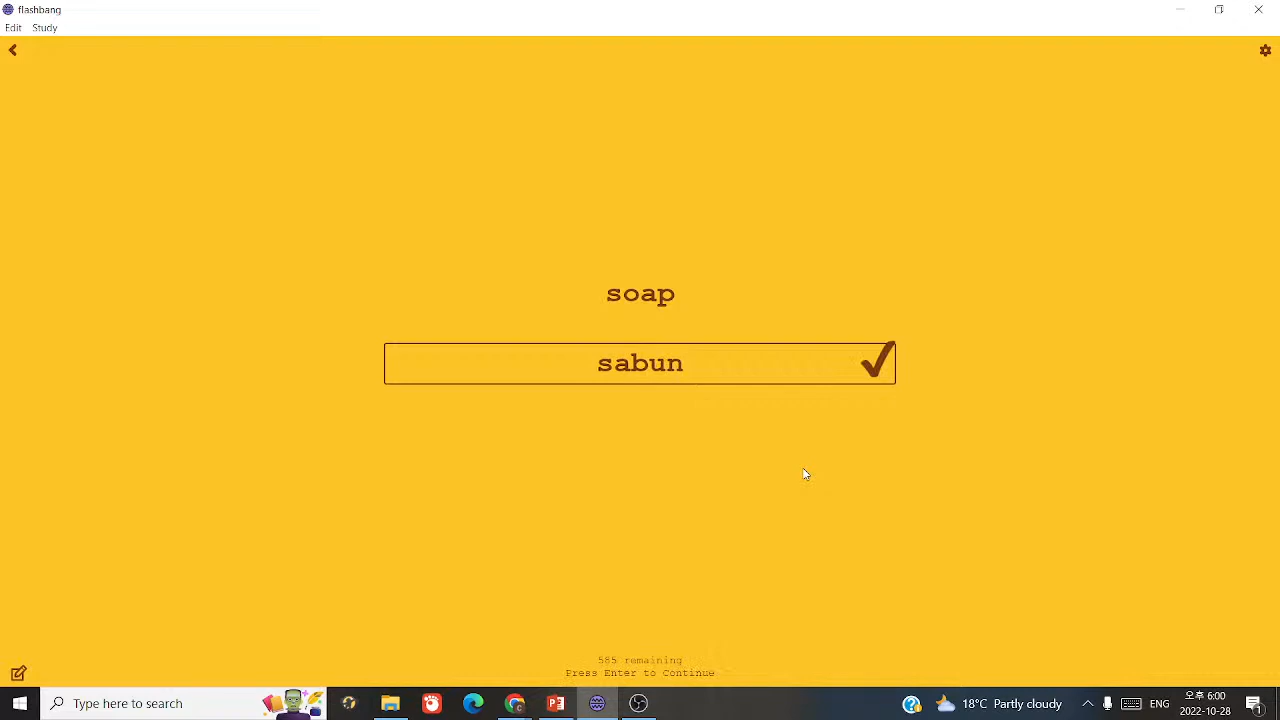 flashbang
Edit Study
soap
sabun
585 remaining
Press Enter to Continue
Type here to search
18°C Partly cloudy
ENG
오후 6:00
2022-10-28
1